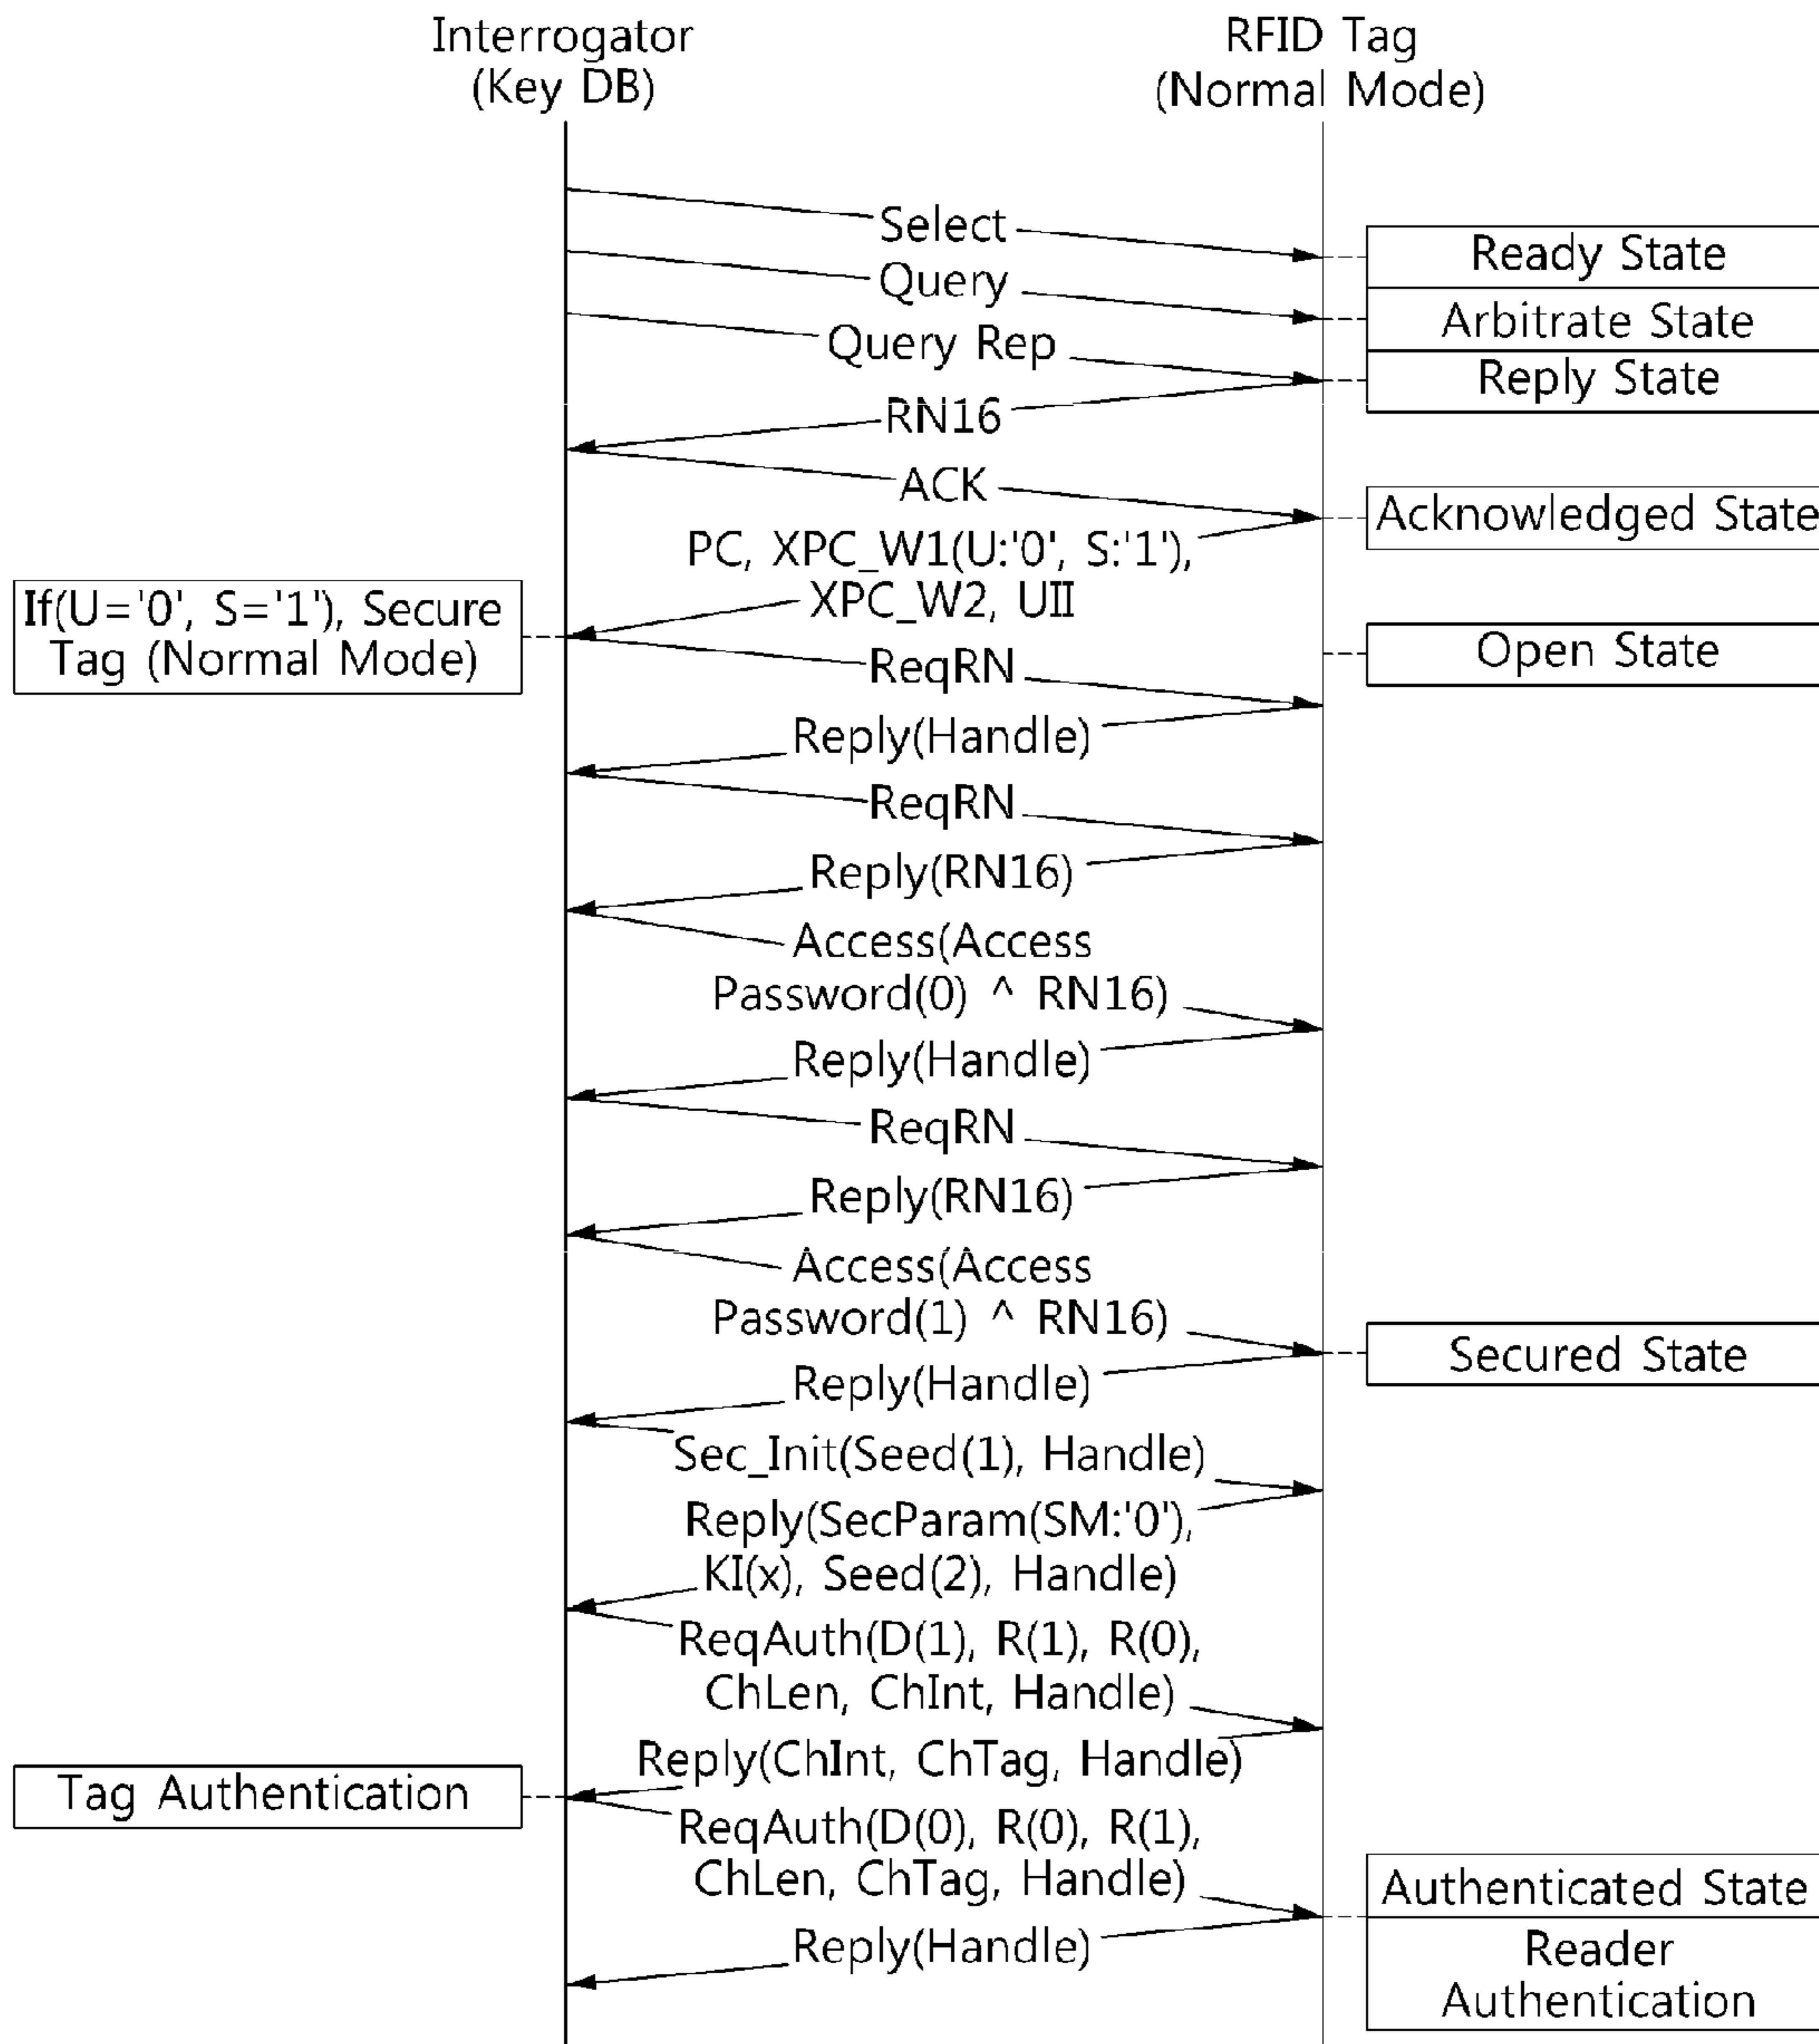 Interrogator
(Key DB)
RFID Tag
(Normal Mode)
Select
Ready State
Query
Arbitrate State
Query Rep
Reply State
RN16
ACK
Acknowledged State
PC, XPC_W1(U:'0', S:'1'),
XPC_W2, UII
If(U='0', S='1'), Secure
Tag (Normal Mode)
Open State
ReqRN
Reply(Handle)
ReqRN
Reply(RN16)
Access(Access
Password(0) ^ RN16)
Reply(Handle)
ReqRN
Reply(RN16)
Access(Access
Password(1) ^ RN16)
Secured State
Reply(Handle)
Sec_Init(Seed(1), Handle)
Reply(SecParam(SM:'0'),
KI(x), Seed(2), Handle)
ReqAuth(D(1), R(1), R(0),
ChLen, ChInt, Handle)
Reply(ChInt, ChTag, Handle)
Tag Authentication
ReqAuth(D(0), R(0), R(1),
ChLen, ChTag, Handle)
Authenticated State
Reply(Handle)
Reader
Authentication